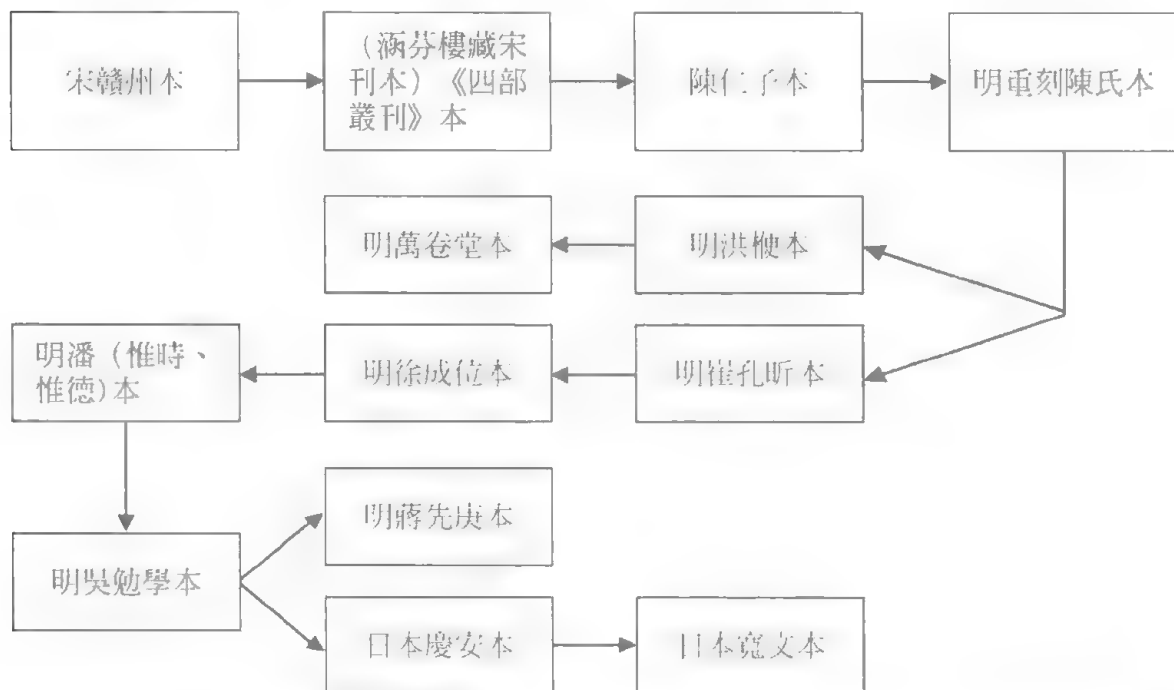 宋贛州本
（涵芬樓藏宋
刊本）《四部
叢刊》本
陳仁子本
明重刻陳氏本
明萬卷堂本
明洪楩本
明潘（惟時、
惟德）本
明徐成位本
明崔孔昕本
明蔣先庚本
明吳勉學本
日本慶安本
日本寬文本